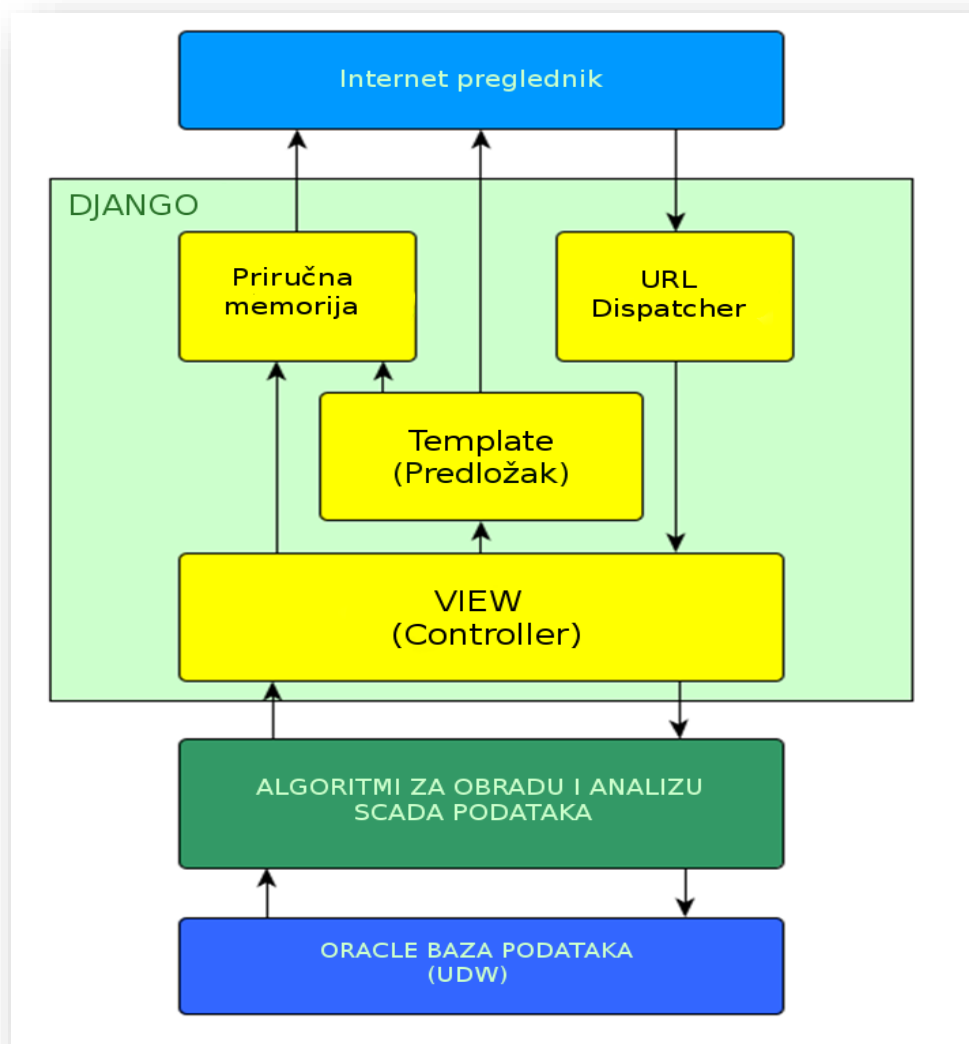 Internet preglednik
DJANGO
Priručna
memorija
URL
Dispatcher
Template
(Predložak)
VIEW
(Controller)
ALGORITMI ZA OBRADU I ANALIZU
SCADA PODATAKA
ORACLE BAZA PODATAKA
(UDW)